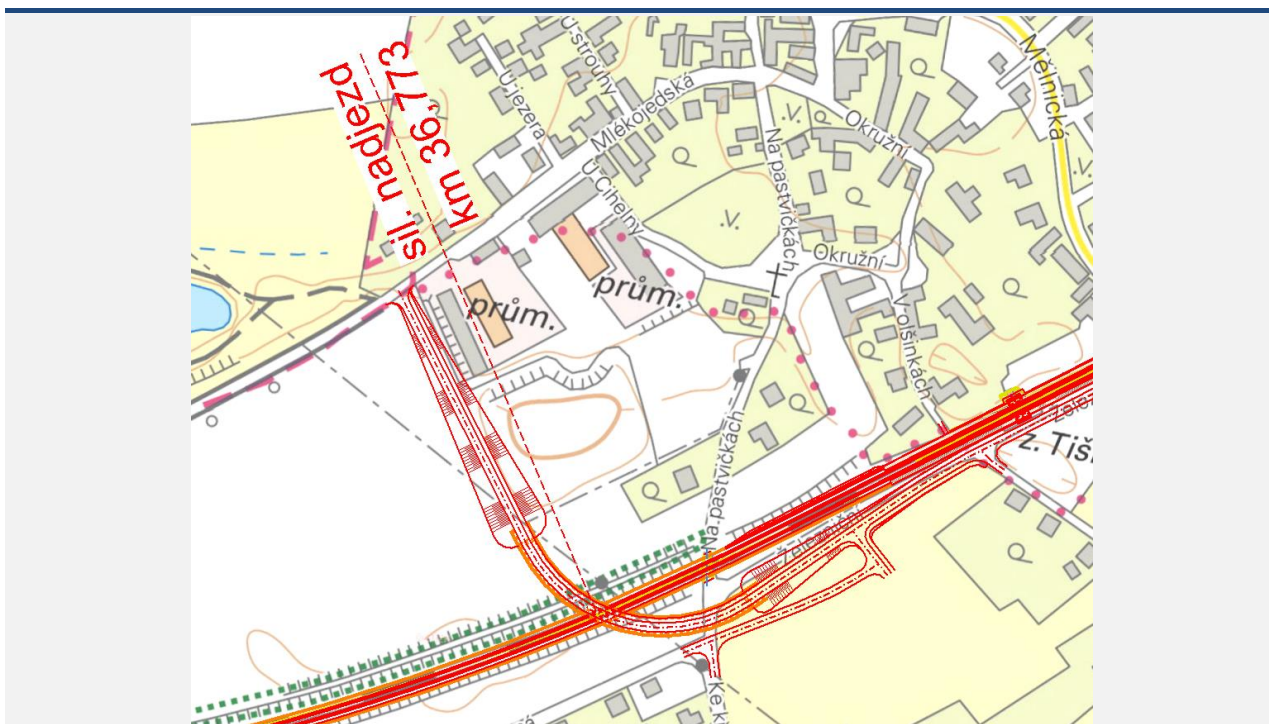 km 36,773
sil. nadjezd
U strouhy
U jezera
Mlékojedská
U Cihelny
Na pastvičkách
Okružní
Mělnická
prům.
prům.
Okružní
V olšinkách
Na pastvičkách
Železniční
z. Tiš